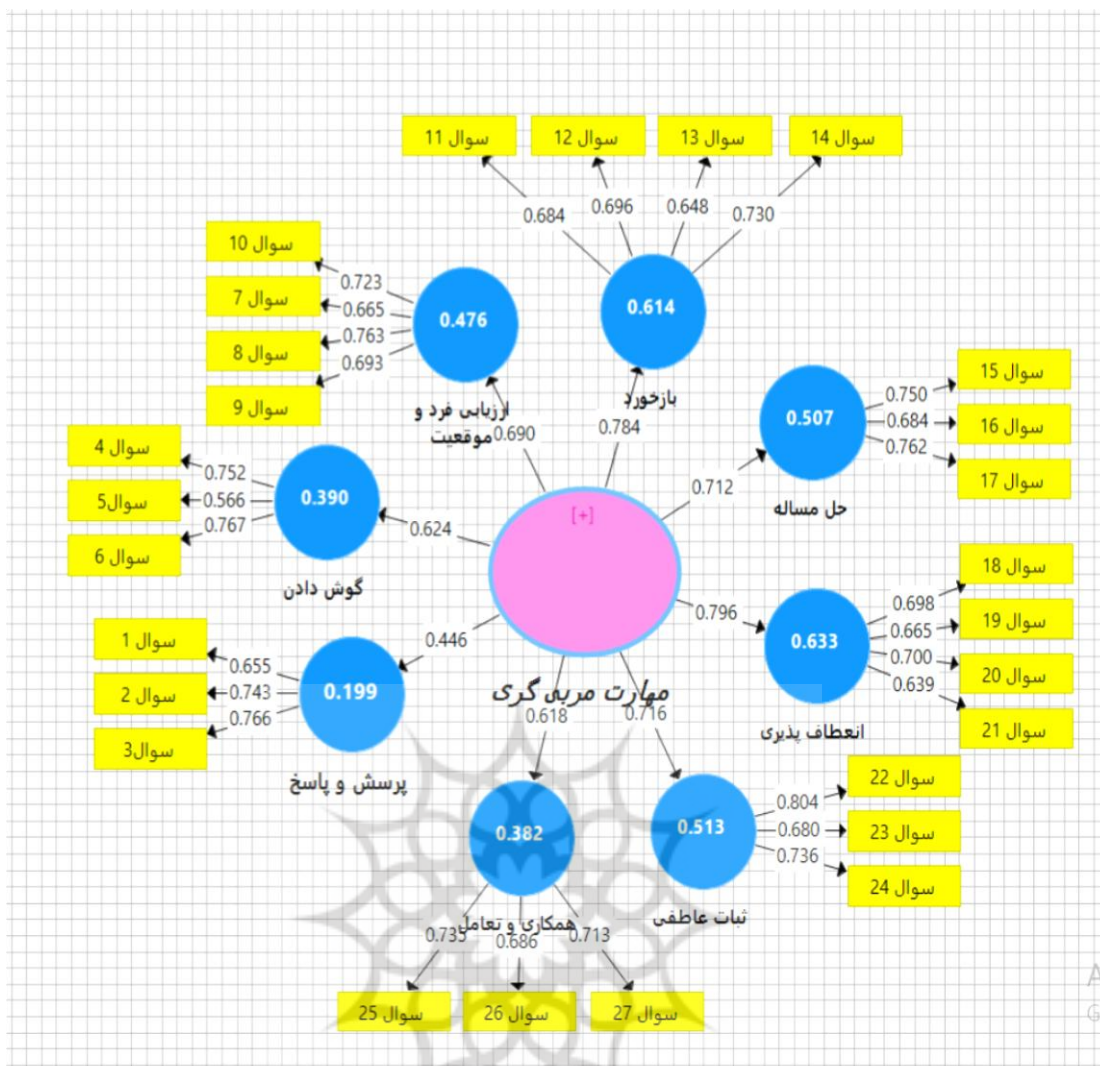 سوال 11
سوال 12
سوال 13
سوال 14
0.684
0.696
0.648
0.730
سوال 10
سوال 7
سوال 8
سوال 9
0.723
0.665
0.763
0.693
0.476
ارزیابی فرد و
موقعیت
0.690
0.614
بازخورد
0.784
سوال 15
سوال 16
سوال 17
0.750
0.684
0.762
0.507
حل مساله
0.712
سوال 4
سوال5
سوال 6
0.752
0.566
0.767
0.390
گوش دادن
0.624
[+]
مهارت مربی گری
سوال 18
سوال 19
سوال 20
سوال 21
0.698
0.665
0.700
0.639
0.633
انعطاف پذیری
0.796
سوال 1
سوال 2
سوال3
0.655
0.743
0.766
0.199
پرسش و پاسخ
0.446
0.618
0.716
سوال 22
سوال 23
سوال 24
0.804
0.680
0.736
0.513
ثبات عاطفی
0.382
همکاری و تعامل
0.735
0.686
0.713
سوال 25
سوال 26
سوال 27